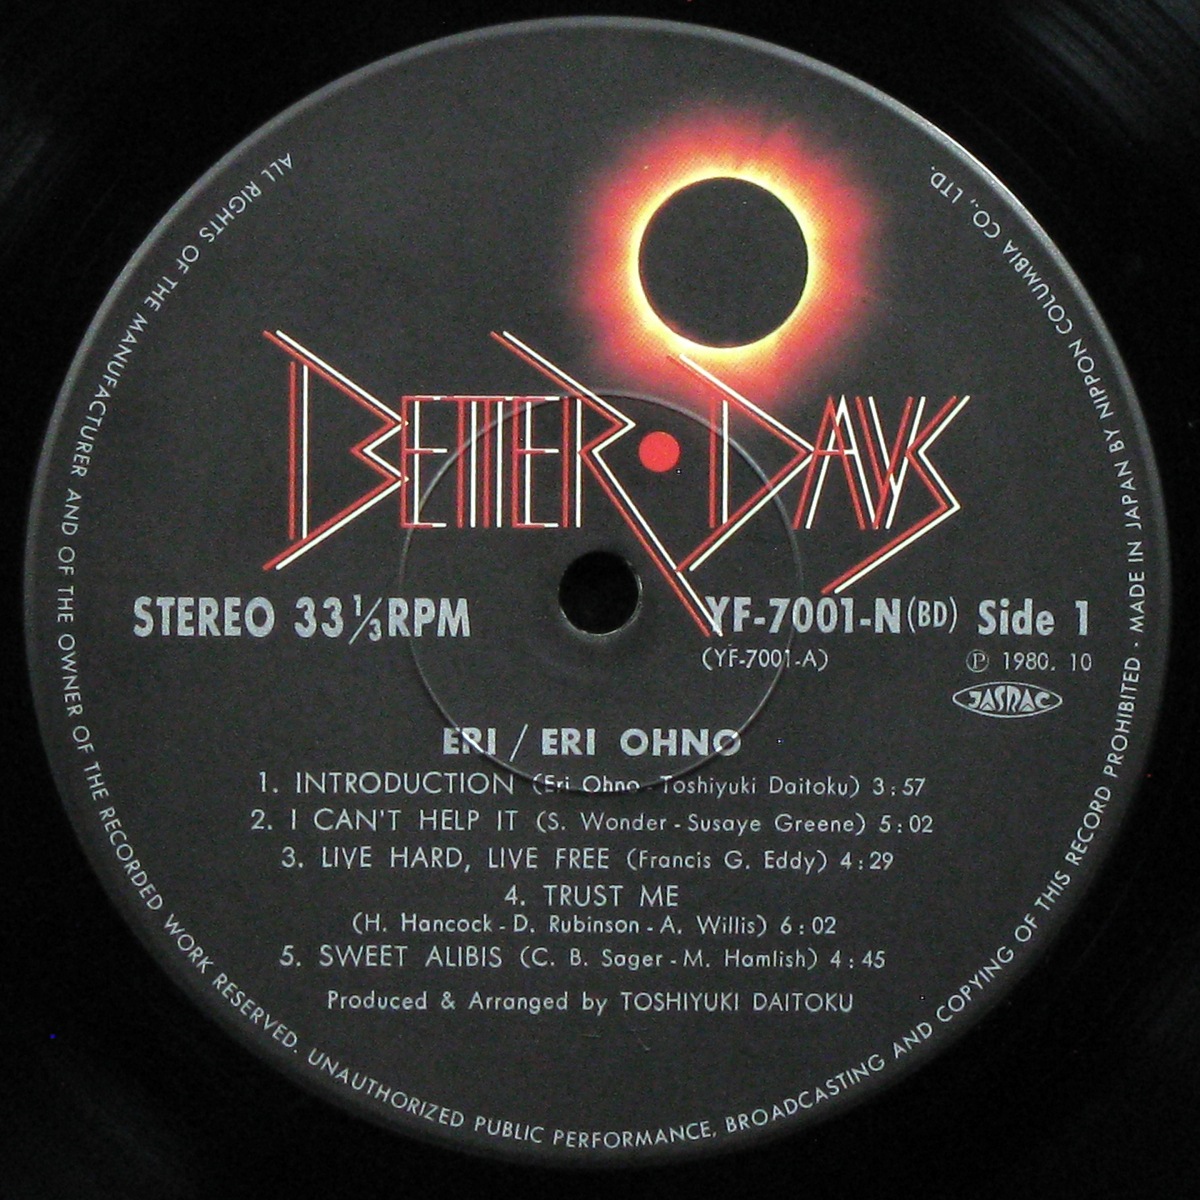 BETTER DAYS
STEREO 33⅓RPM
YF-7001-N(BD) Side 1
(YF-7001-A)
Ⓟ 1980. 10
JASRAC
ERI / ERI OHNO
1. INTRODUCTION (Eri Ohno - Toshiyuki Daitoku) 3:57
2. I CAN'T HELP IT (S. Wonder - Susaye Greene) 5:02
3. LIVE HARD, LIVE FREE (Francis G. Eddy) 4:29
4. TRUST ME
(H. Hancock - D. Rubinson - A. Willis) 6:02
5. SWEET ALIBIS (C. B. Sager - M. Hamlish) 4:45
Produced & Arranged by TOSHIYUKI DAITOKU
ALL RIGHTS OF THE MANUFACTURER AND OF THE OWNER OF THE RECORDED WORK RESERVED. UNAUTHORIZED PUBLIC PERFORMANCE, BROADCASTING AND COPYING OF THIS RECORD PROHIBITED · MADE IN JAPAN BY NIPPON COLUMBIA CO., LTD.